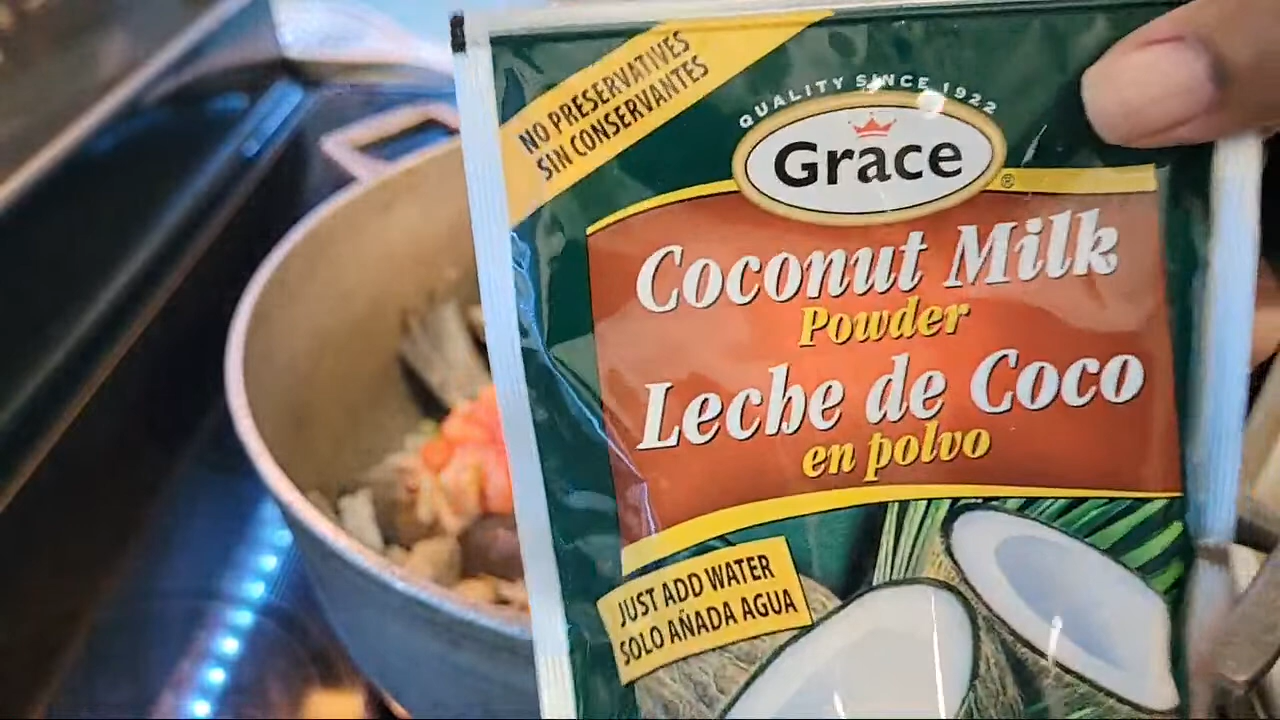 NO PRESERVATIVES
SIN CONSERVANTES
QUALITY SINCE 1922
Grace
®
Coconut Milk
Powder
Leche de Coco
en polvo
JUST ADD WATER
SOLO AÑADA AGUA